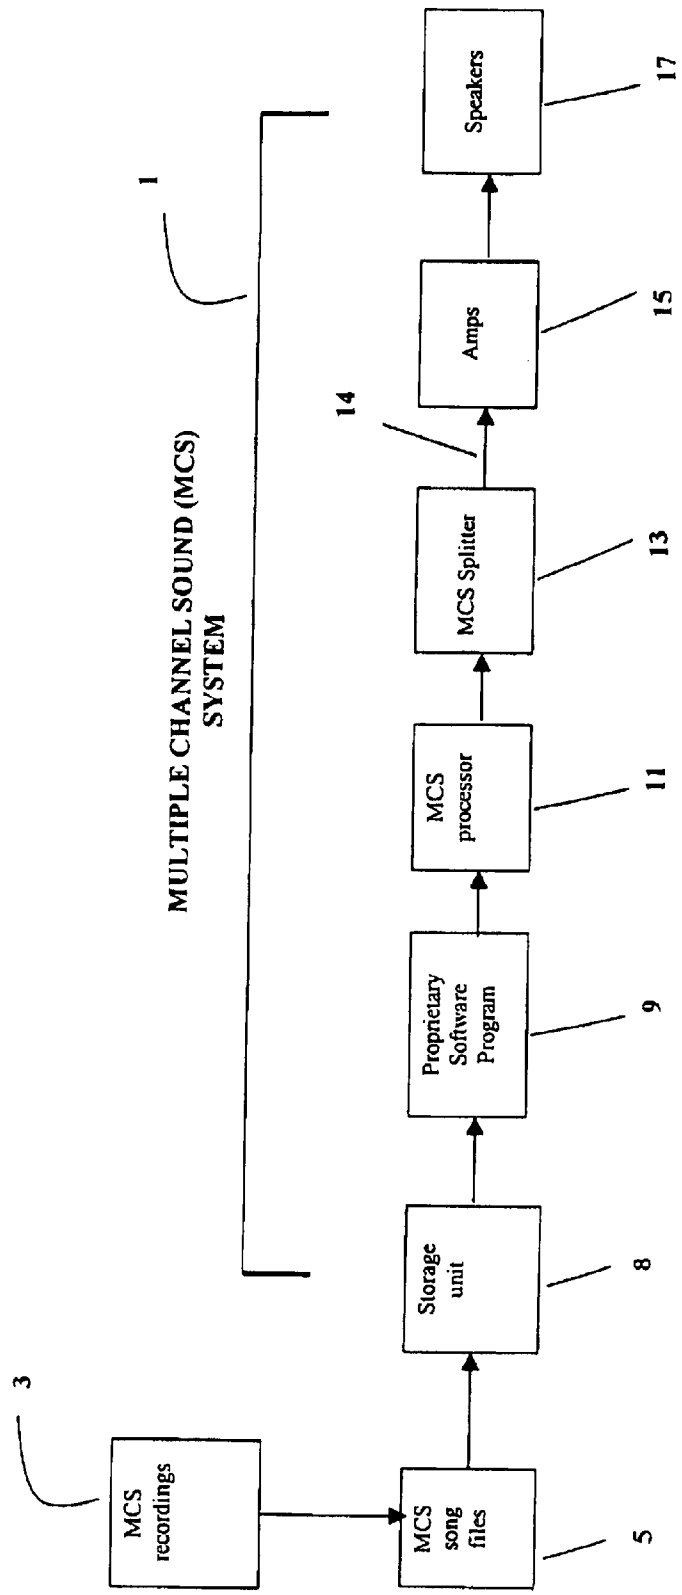 MULTIPLE CHANNEL SOUND (MCS)
SYSTEM
1
3
MCS
recordings
MCS
song
files
5
Storage
unit
8
Proprietary
Software
Program
9
MCS
processor
11
MCS Splitter
13
14
Amps
15
Speakers
17